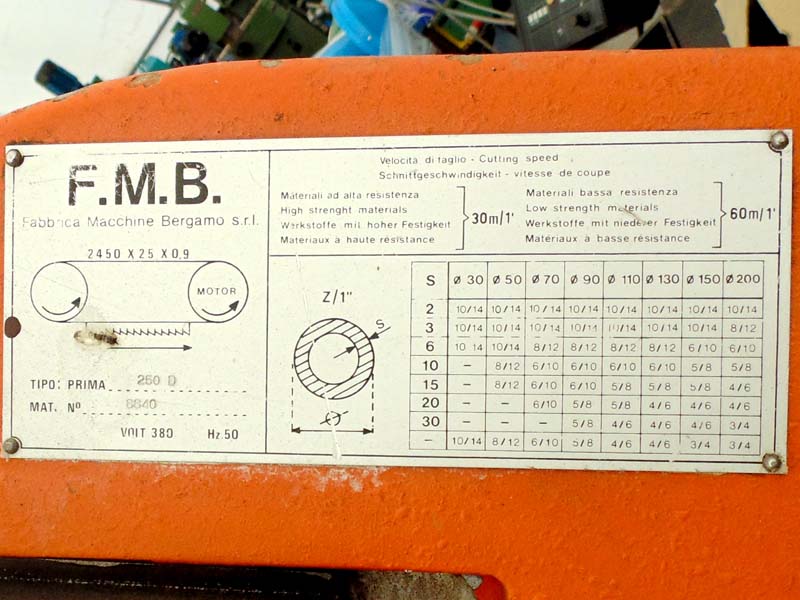 F.M.B.
Fabbrica Macchine Bergamo s.r.l.
2450 X 25 X 0,9
MOTOR
TIPO: PRIMA 250 D
MAT. Nº 8840
VOLT 380 Hz.50
Velocità di taglio - Cutting speed
Schnittgeschwindigkeit - vitesse de coupe
Materiali ad alta resistenza
High strenght materials
Werkstoffe mit hoher Festigkeit
Materiaux à haute résistance
30m/1'
Materiali bassa resistenza
Low strength materials
Werkstoffe mit niederer Festigkeit
Matériaux à basse résistance
60m/1'
Z/1"
S
S ø 30 ø 50 ø 70 ø 90 ø 110 ø 130 ø 150 ø 200
2 10/14 10/14 10/14 10/14 10/14 10/14 10/14 10/14
3 10/14 10/14 10/14 10/14 10/14 10/14 10/14 8/12
6 10 14 10/14 8/12 8/12 8/12 8/12 6/10 6/10
10 – 8/12 6/10 6/10 6/10 6/10 5/8 5/8
15 – 8/12 6/10 6/10 5/8 5/8 4/6 4/6
20 – – 6/10 5/8 5/8 4/6 4/6 4/6
30 – – – 5/8 4/6 4/6 4/6 3/4
– 10/14 8/12 6/10 5/8 4/6 4/6 3/4 3/4
ø